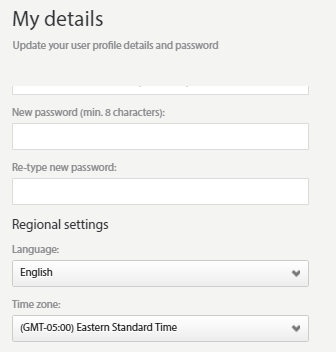 My details
Update your user profile details and password
New password (min. 8 characters):
Re-type new password:
Regional settings
Language:
English
Time zone:
(GMT-05:00) Eastern Standard Time